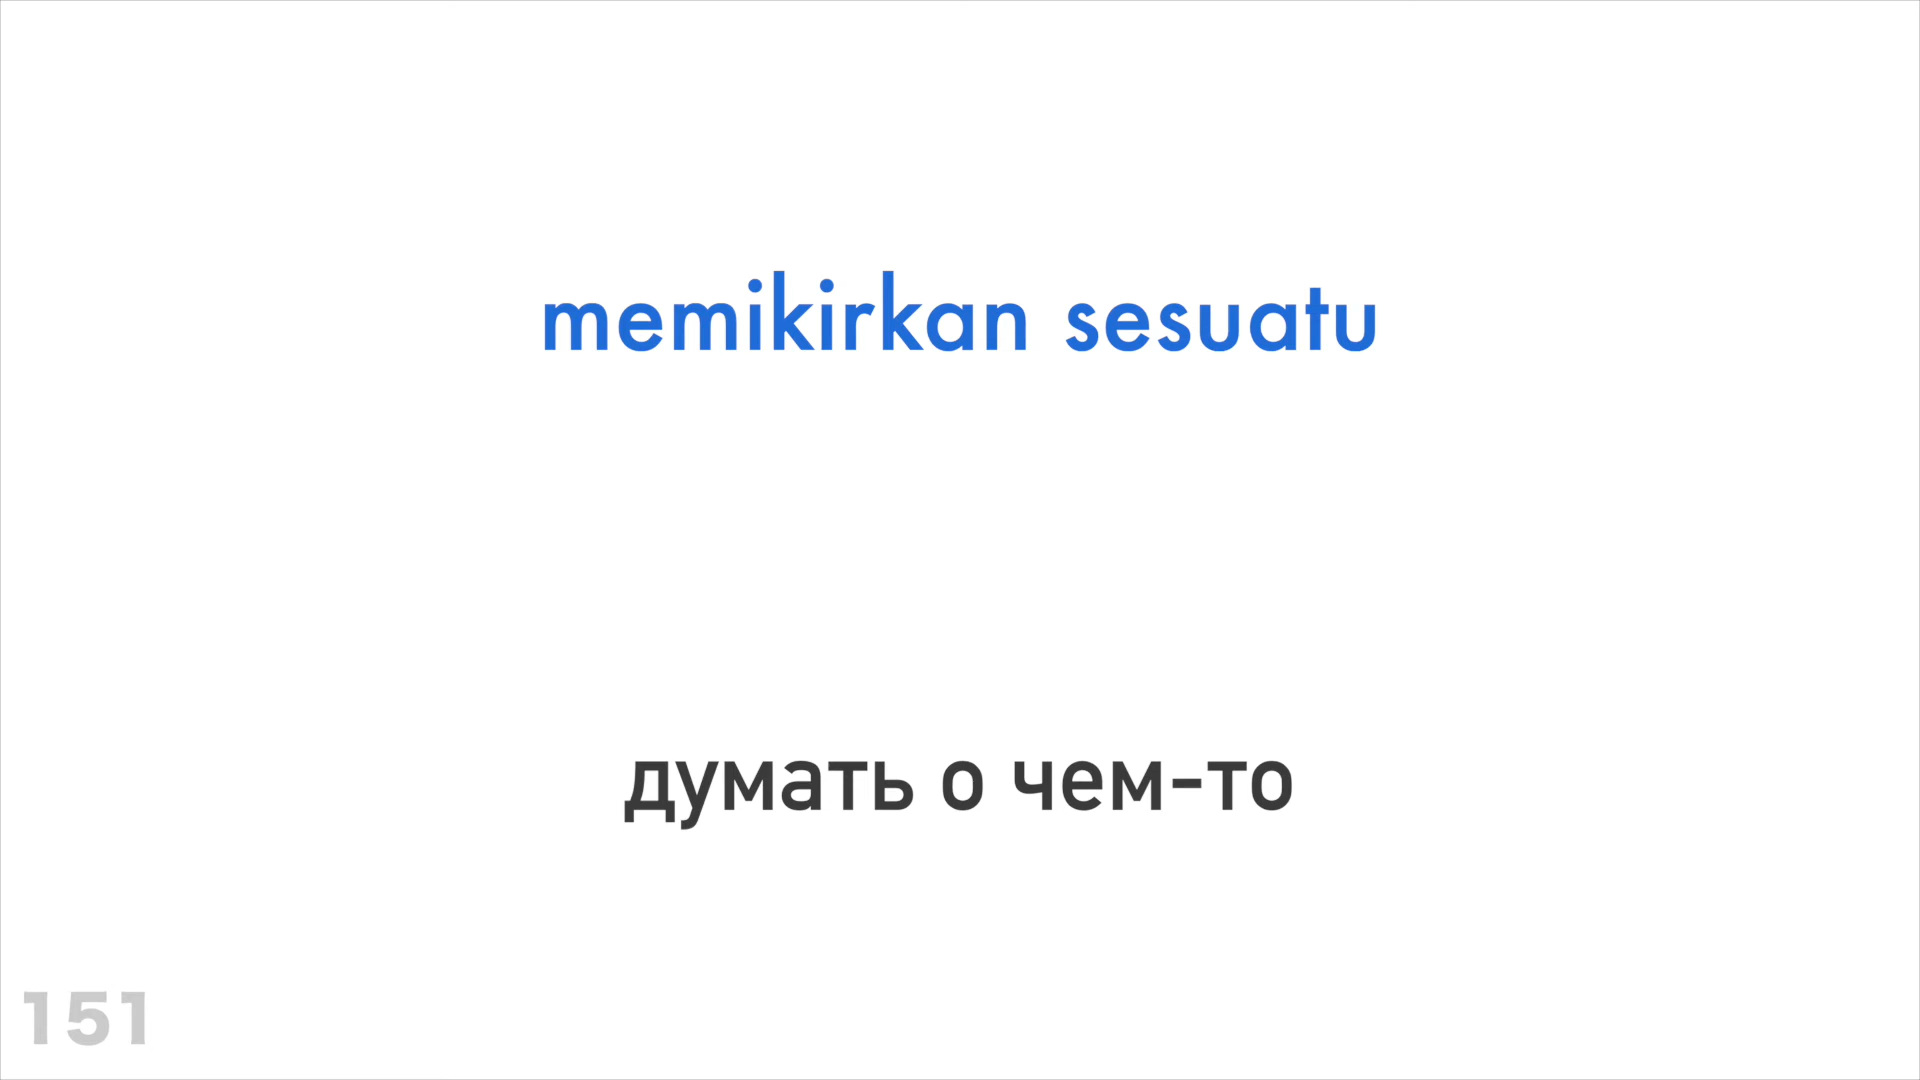 memikirkan sesuatu
думать о чем-то
151